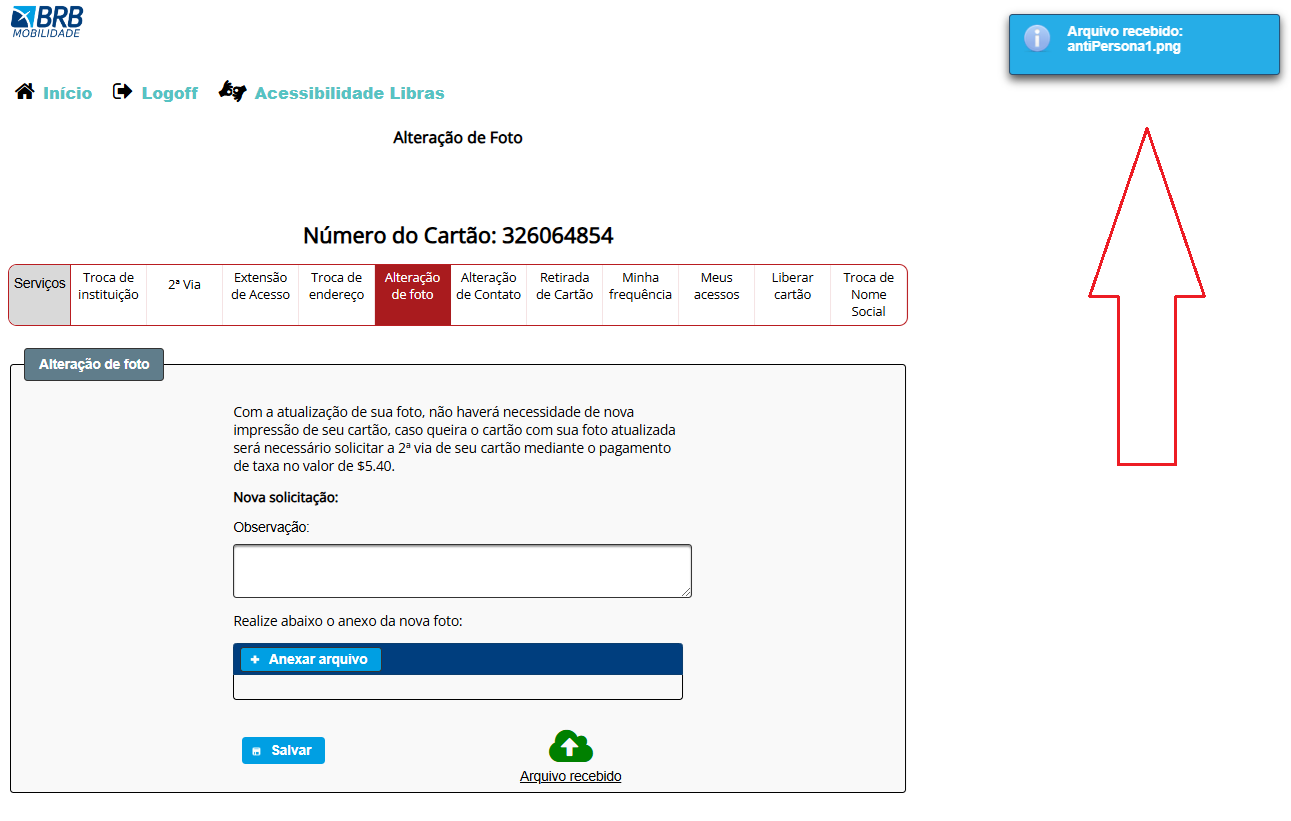 BRB
MOBILIDADE
Arquivo recebido:
antiPersona1.png
Início Logoff Acessibilidade Libras
Alteração de Foto
Número do Cartão: 326064854
Serviços
Troca de
instituição
2ª Via
Extensão
de Acesso
Troca de
endereço
Alteração
de foto
Alteração
de Contato
Retirada
de Cartão
Minha
frequência
Meus
acessos
Liberar
cartão
Troca de
Nome
Social
Alteração de foto
Com a atualização de sua foto, não haverá necessidade de nova
impressão de seu cartão, caso queira o cartão com sua foto atualizada
será necessário solicitar a 2ª via de seu cartão mediante o pagamento
de taxa no valor de $5.40.
Nova solicitação:
Observação:
Realize abaixo o anexo da nova foto:
Anexar arquivo
Salvar
Arquivo recebido